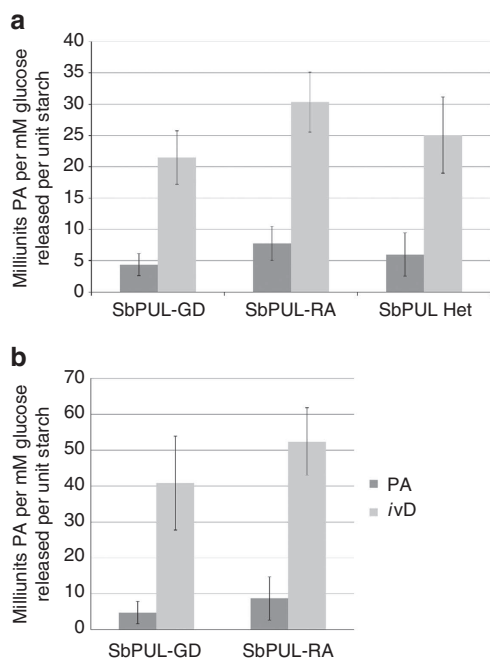 a
Milliunits PA per mM glucose
released per unit starch
40
35
30
25
20
15
10
5
0
SbPUL-GD SbPUL-RA SbPUL Het
b
Milliunits PA per mM glucose
released per unit starch
70
60
50
40
30
20
10
0
SbPUL-GD SbPUL-RA
PA
ivD